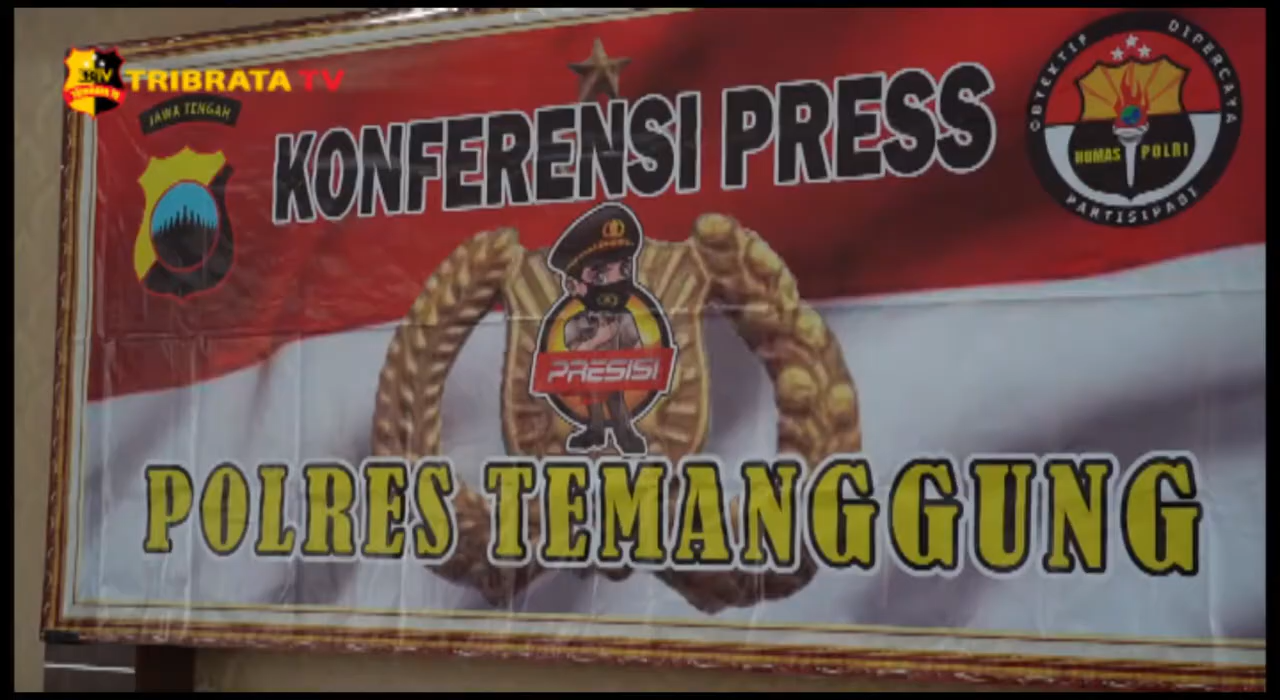 TRIBRATA TV
JAWA TENGAH
KONFERENSI PRESS
OBYEKTIF DIPERCAYA
HUMAS POLRI
PARTISIPASI
PRESISI
POLRES TEMANGGUNG